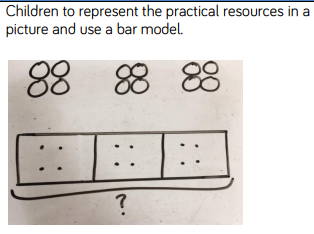 Children to represent the practical resources in a
picture and use a bar model.
?